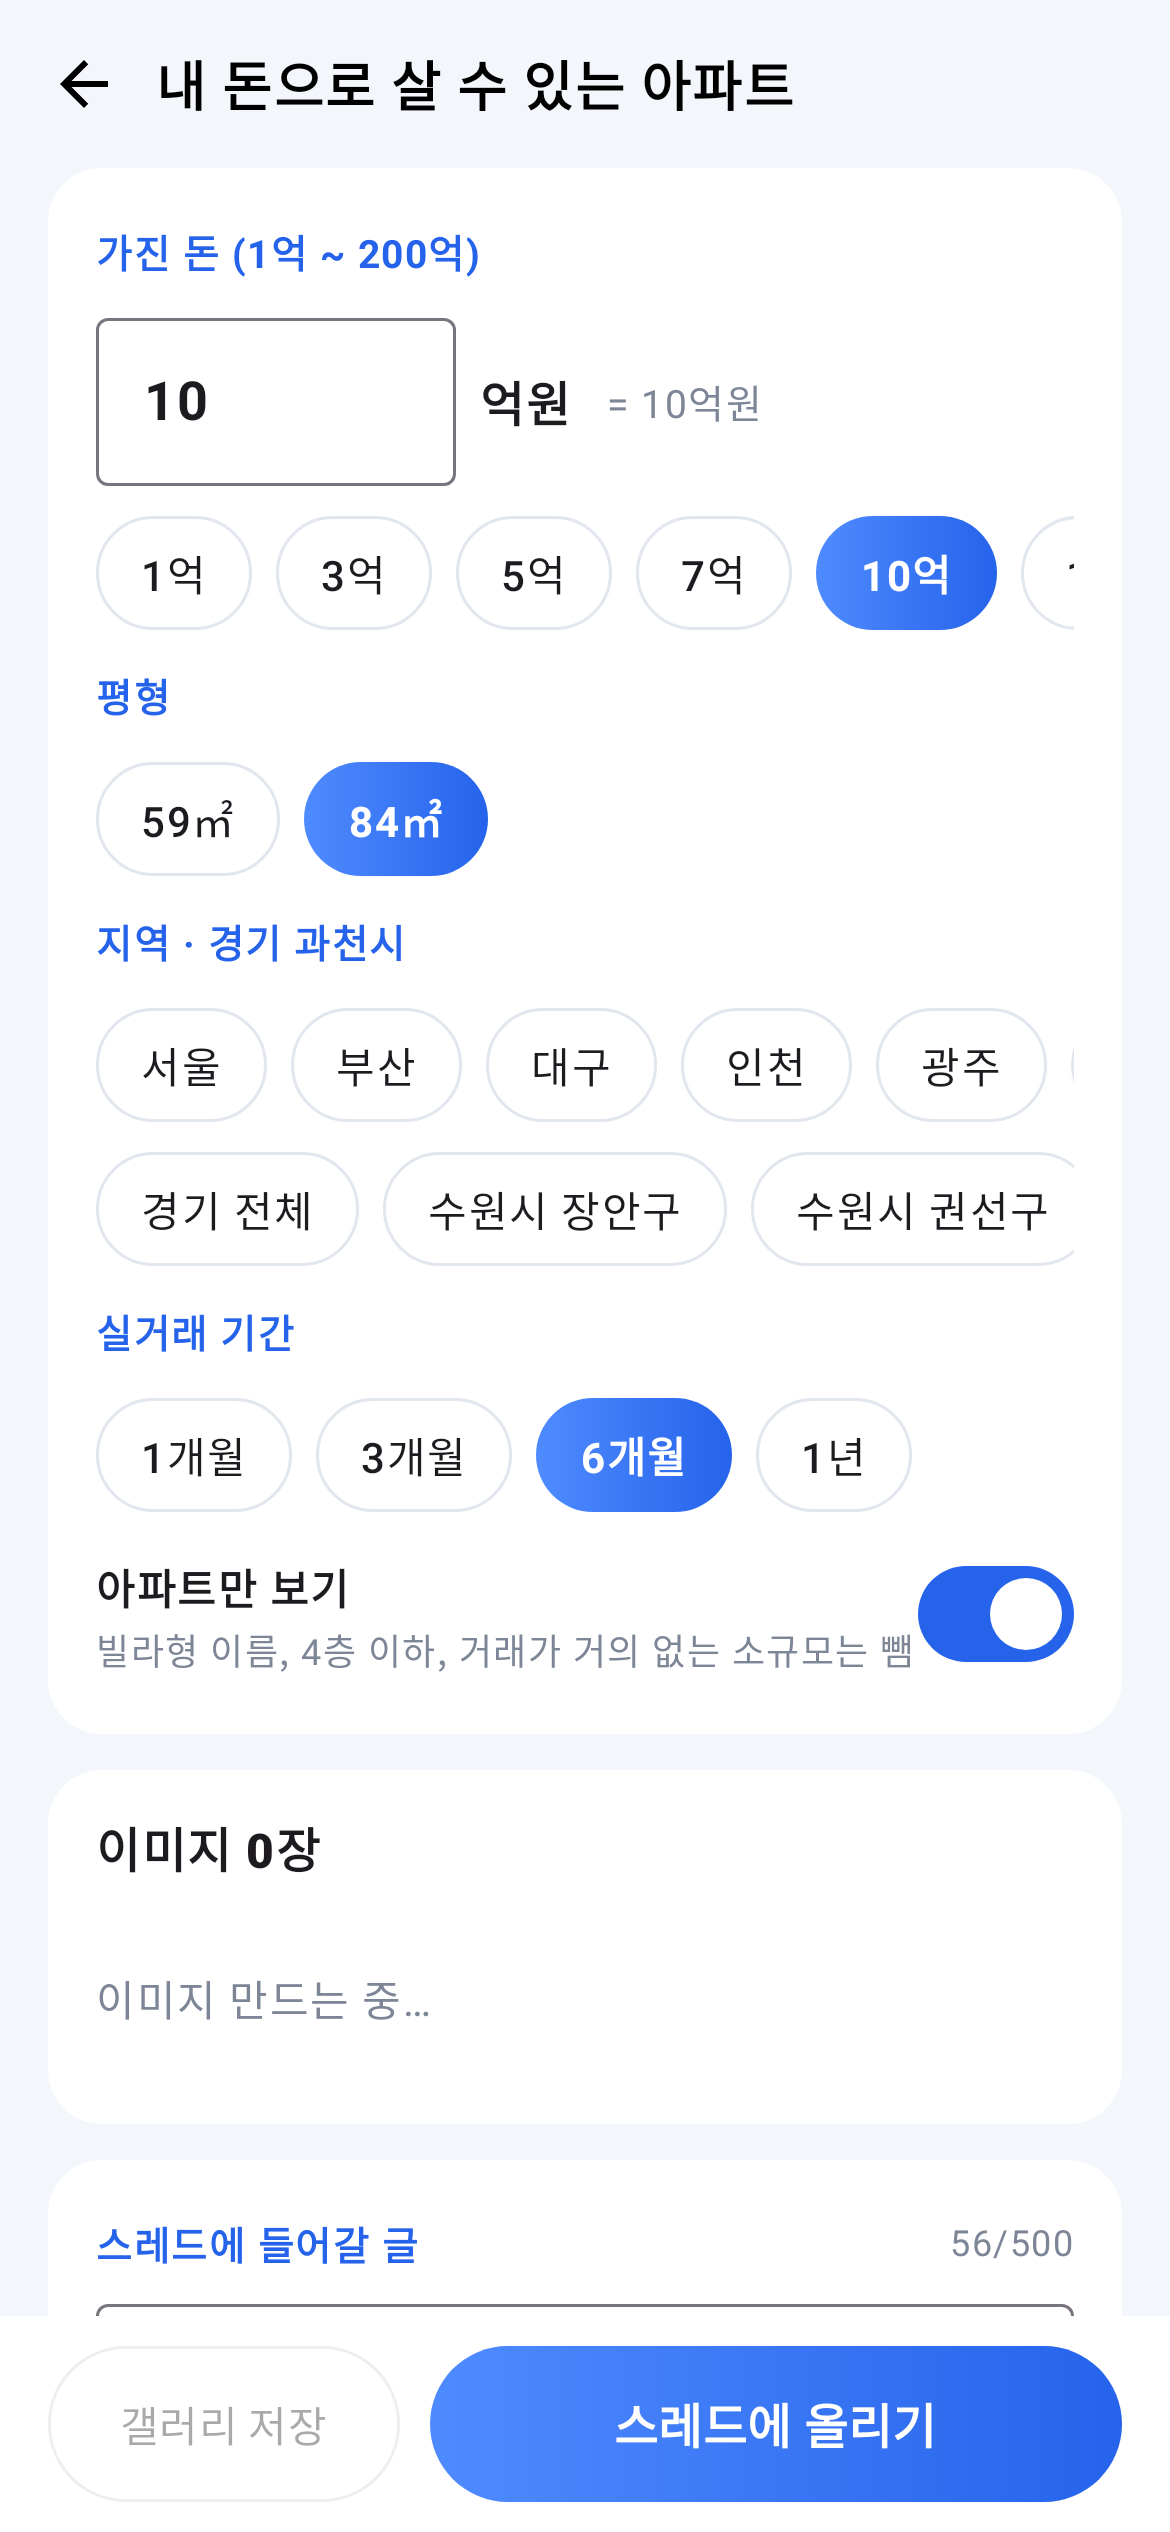 내 돈으로 살 수 있는 아파트
가진 돈 (1억 ~ 200억)
10 억원 = 10억원
1억 3억 5억 7억 10억
평형
59㎡ 84㎡
지역 · 경기 과천시
서울 부산 대구 인천 광주
경기 전체 수원시 장안구 수원시 권선구
실거래 기간
1개월 3개월 6개월 1년
아파트만 보기
빌라형 이름, 4층 이하, 거래가 거의 없는 소규모는 뺌
이미지 0장
이미지 만드는 중...
스레드에 들어갈 글 56/500
갤러리 저장 스레드에 올리기